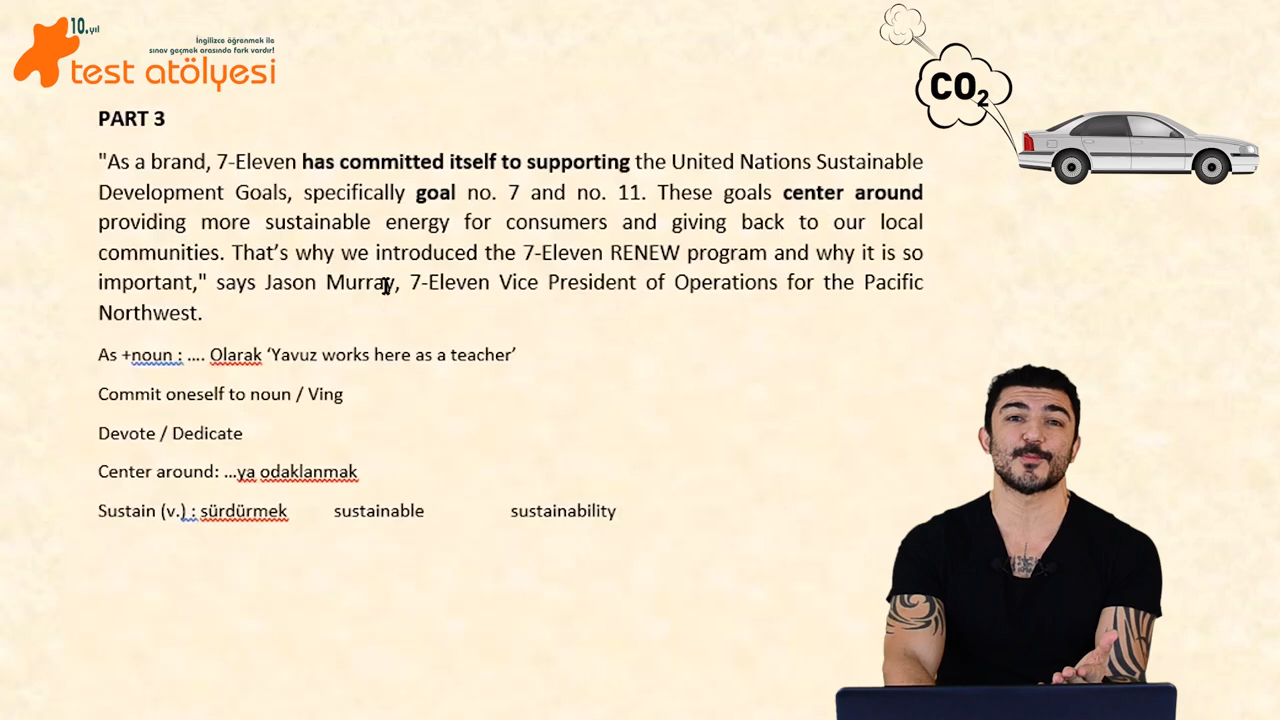 10.yıl
İngilizce öğrenmek ile
sınav geçmek arasında fark vardır!
test atölyesi
CO2
PART 3
"As a brand, 7-Eleven has committed itself to supporting the United Nations Sustainable
Development Goals, specifically goal no. 7 and no. 11. These goals center around
providing more sustainable energy for consumers and giving back to our local
communities. That's why we introduced the 7-Eleven RENEW program and why it is so
important," says Jason Murray, 7-Eleven Vice President of Operations for the Pacific
Northwest.
As +noun : .... Olarak ‘Yavuz works here as a teacher’
Commit oneself to noun / Ving
Devote / Dedicate
Center around: ...ya odaklanmak
Sustain (v.) : sürdürmek sustainable sustainability